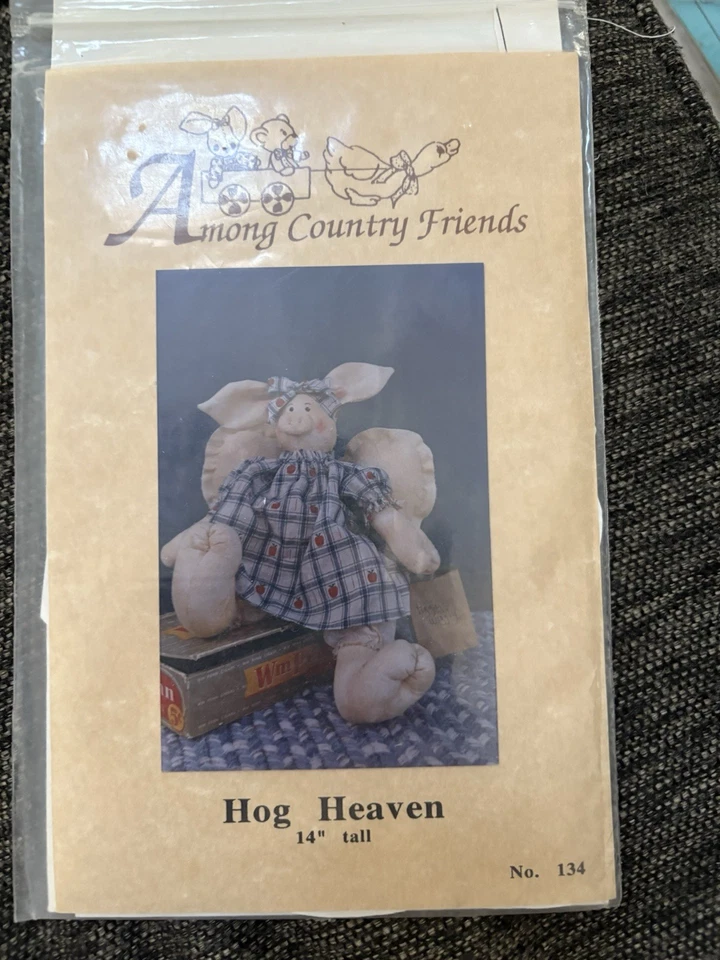 Among Country Friends
Hog Heaven
14" tall
No. 134